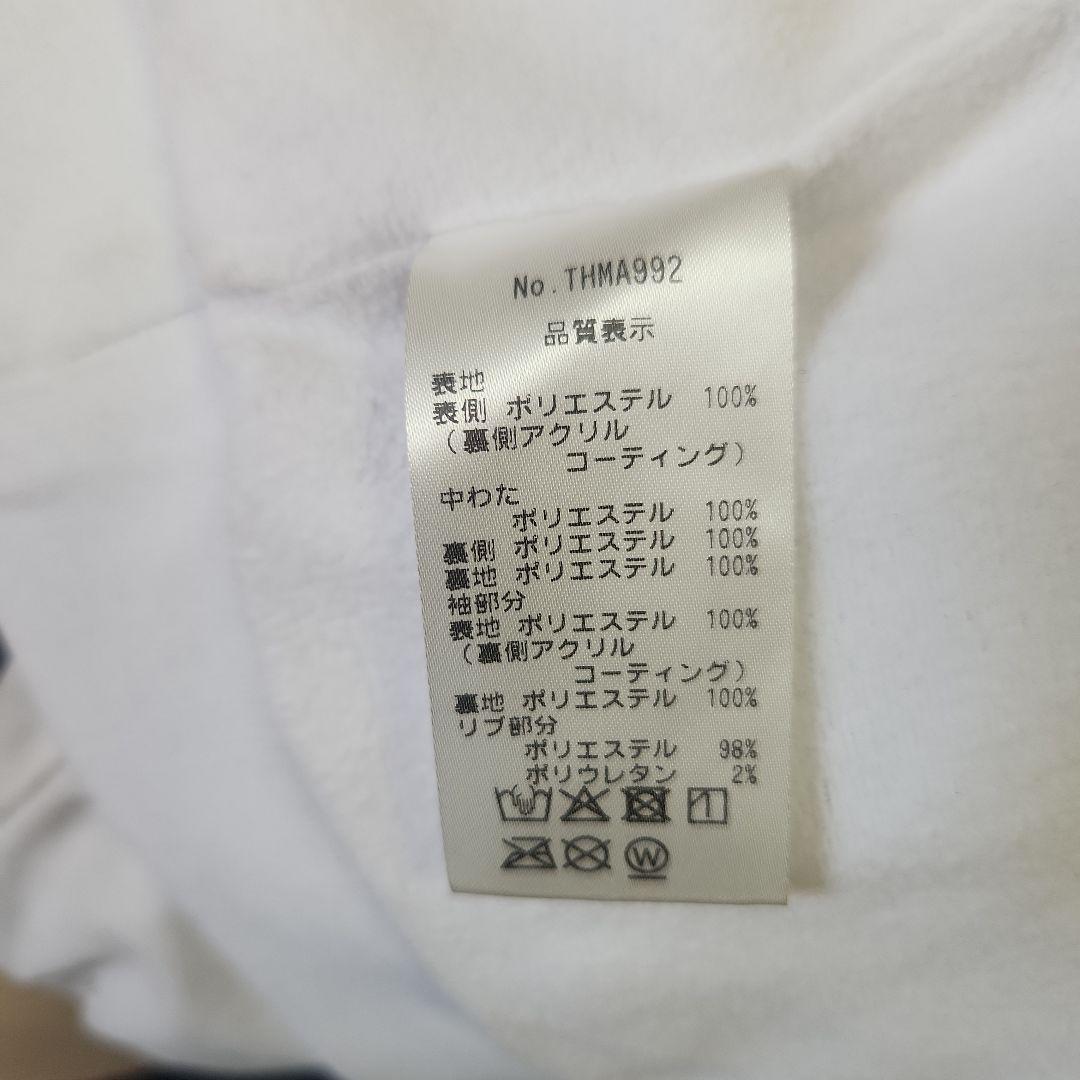 No.THMA992
品質表示
表地
表側 ポリエステル 100%
（裏側アクリル
コーティング）
中わた
ポリエステル 100%
裏側 ポリエステル 100%
裏地 ポリエステル 100%
袖部分
表地 ポリエステル 100%
（裏側アクリル
コーティング）
裏地 ポリエステル 100%
リブ部分
ポリエステル 98%
ポリウレタン 2%
W